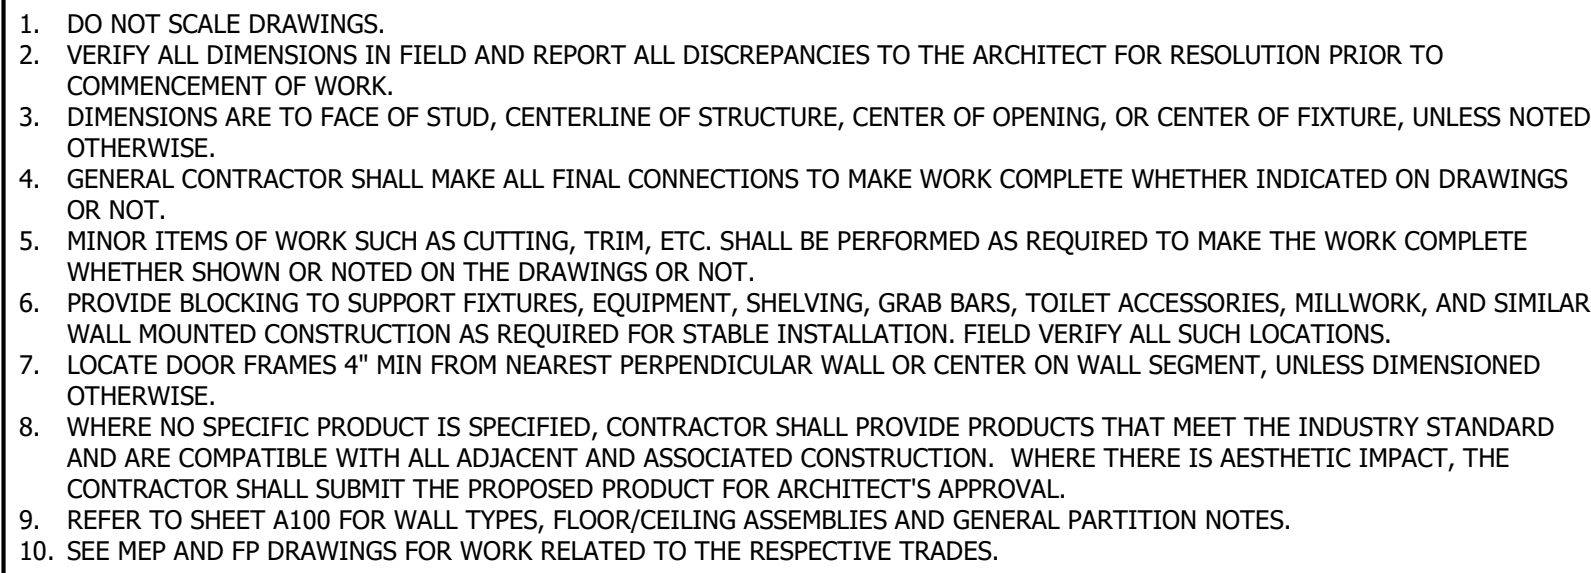 1. DO NOT SCALE DRAWINGS.
2. VERIFY ALL DIMENSIONS IN FIELD AND REPORT ALL DISCREPANCIES TO THE ARCHITECT FOR RESOLUTION PRIOR TO
COMMENCEMENT OF WORK.
3. DIMENSIONS ARE TO FACE OF STUD, CENTERLINE OF STRUCTURE, CENTER OF OPENING, OR CENTER OF FIXTURE, UNLESS NOTED
OTHERWISE.
4. GENERAL CONTRACTOR SHALL MAKE ALL FINAL CONNECTIONS TO MAKE WORK COMPLETE WHETHER INDICATED ON DRAWINGS
OR NOT.
5. MINOR ITEMS OF WORK SUCH AS CUTTING, TRIM, ETC. SHALL BE PERFORMED AS REQUIRED TO MAKE THE WORK COMPLETE
WHETHER SHOWN OR NOTED ON THE DRAWINGS OR NOT.
6. PROVIDE BLOCKING TO SUPPORT FIXTURES, EQUIPMENT, SHELVING, GRAB BARS, TOILET ACCESSORIES, MILLWORK, AND SIMILAR
WALL MOUNTED CONSTRUCTION AS REQUIRED FOR STABLE INSTALLATION. FIELD VERIFY ALL SUCH LOCATIONS.
7. LOCATE DOOR FRAMES 4" MIN FROM NEAREST PERPENDICULAR WALL OR CENTER ON WALL SEGMENT, UNLESS DIMENSIONED
OTHERWISE.
8. WHERE NO SPECIFIC PRODUCT IS SPECIFIED, CONTRACTOR SHALL PROVIDE PRODUCTS THAT MEET THE INDUSTRY STANDARD
AND ARE COMPATIBLE WITH ALL ADJACENT AND ASSOCIATED CONSTRUCTION.  WHERE THERE IS AESTHETIC IMPACT, THE
CONTRACTOR SHALL SUBMIT THE PROPOSED PRODUCT FOR ARCHITECT'S APPROVAL.
9. REFER TO SHEET A100 FOR WALL TYPES, FLOOR/CEILING ASSEMBLIES AND GENERAL PARTITION NOTES.
10. SEE MEP AND FP DRAWINGS FOR WORK RELATED TO THE RESPECTIVE TRADES.